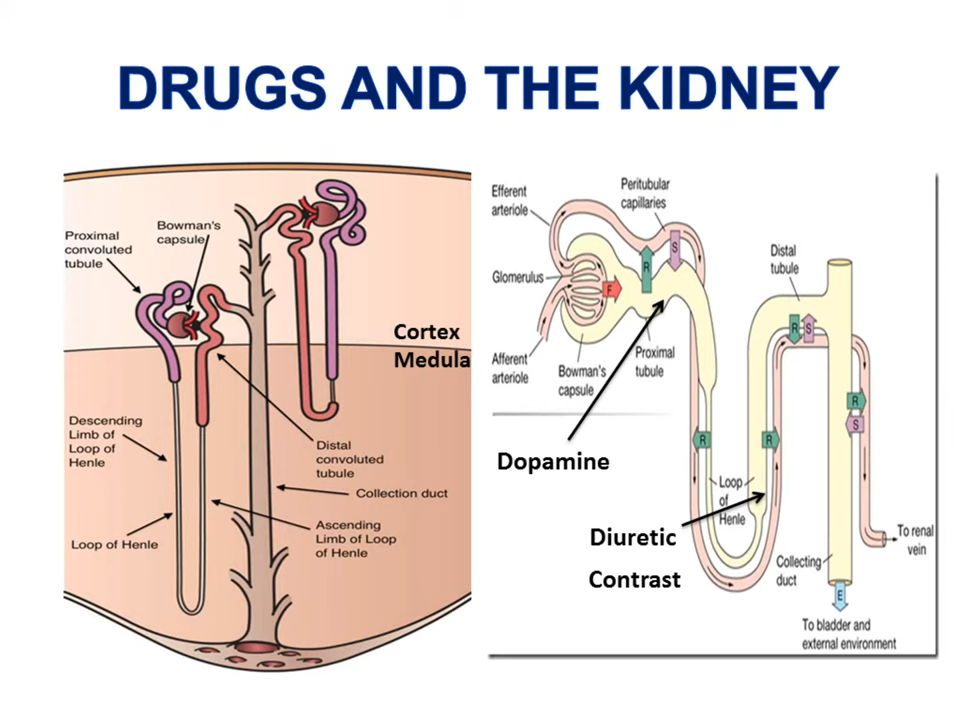 DRUGS AND THE KIDNEY
Proximal
convoluted
tubule
Bowman's
capsule
Cortex
Medula
Descending
Limb of
Loop of
Henle
Distal
convoluted
tubule
Collection duct
Ascending
Limb of Loop
of Henle
Loop of Henle
Efferent
arteriole
Peritubular
capillaries
Glomerulus
F
R
S
Afferent
arteriole
Bowman's
capsule
Proximal
tubule
Distal
tubule
R
S
R
S
R
R
Dopamine
Loop
of
Henle
Diuretic
Contrast
To renal
vein
Collecting
duct
E
To bladder and
external environment